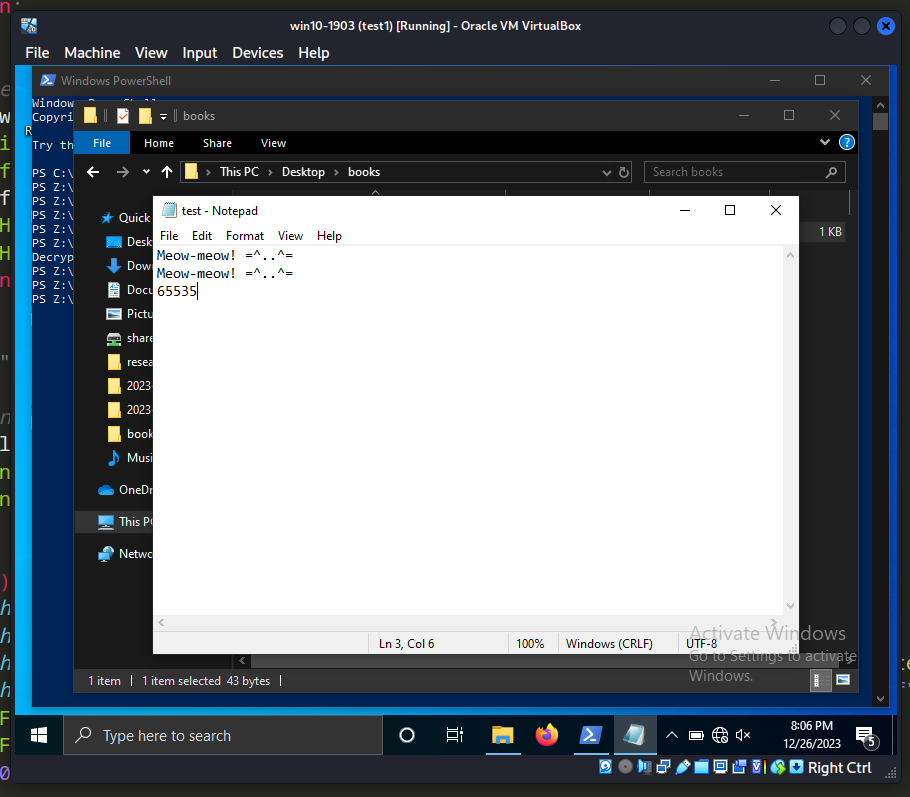 win10-1903 (test1) [Running] - Oracle VM VirtualBox
File Machine View Input Devices Help
Windows PowerShell
Window
Copyri
Try th
PS C:\
PS Z:\
PS Z:\
PS Z:\
PS Z:\
PS Z:\
Decryp
PS Z:\
PS Z:\
PS Z:\
books
File Home Share View
This PC > Desktop > books
Search books
Quick
Desk
Down
Docu
Pictu
share
resea
2023
2023
book
Musi
OneDr
This PC
Netwo
1 KB
test - Notepad
File Edit Format View Help
Meow-meow! =^..^=
Meow-meow! =^..^=
65535
Ln 3, Col 6 100% Windows (CRLF) UTF-8
Activate Windows
Go to Settings to activate
Windows.
1 item 1 item selected 43 bytes
Type here to search
8:06 PM
12/26/2023
5
Right Ctrl